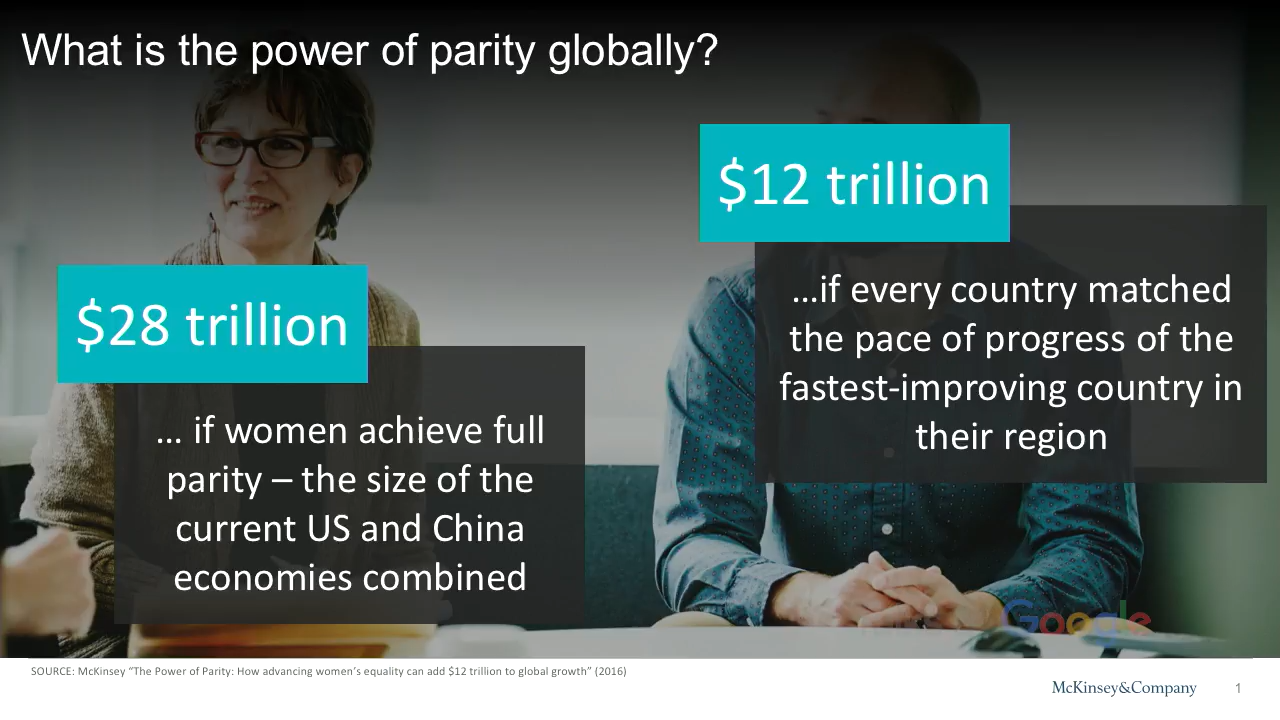 What is the power of parity globally?
$12 trillion
…if every country matched
the pace of progress of the
fastest-improving country in
their region
$28 trillion
… if women achieve full
parity – the size of the
current US and China
economies combined
Google
SOURCE: McKinsey “The Power of Parity: How advancing women’s equality can add $12 trillion to global growth” (2016)
McKinsey&Company
1